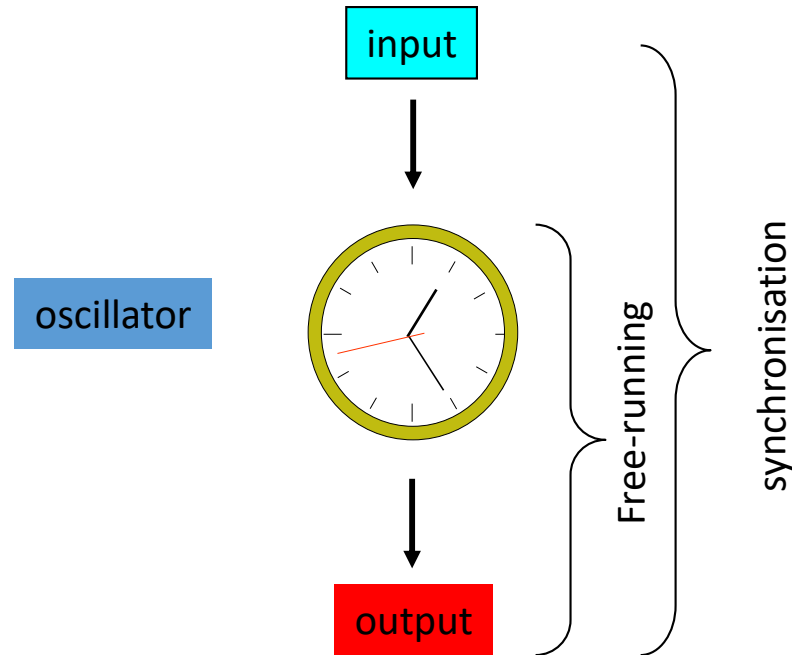 input
oscillator
Free-running
synchronisation
output